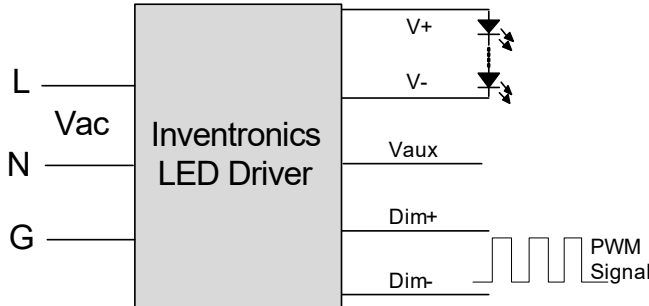 L
Vac
N
G
Inventronics
LED Driver
V+
V-
Vaux
Dim+
Dim-
PWM
Signal